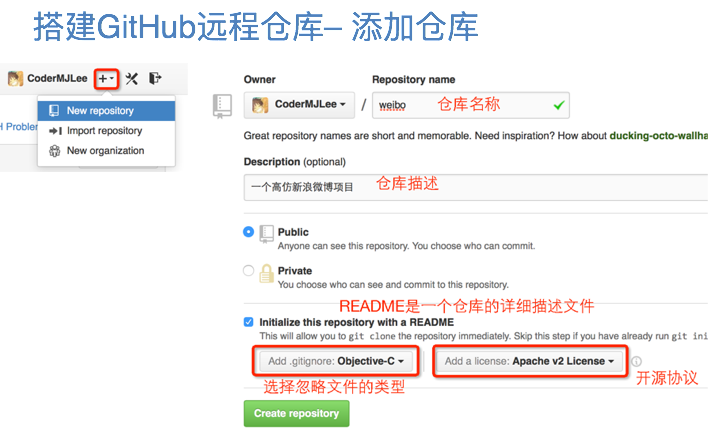 搭建GitHub远程仓库– 添加仓库
CoderMJLee
New repository
Import repository
New organization
H Probler
Owner
Repository name
CoderMJLee
/
weibo
仓库名称
Great repository names are short and memorable. Need inspiration? How about ducking-octo-wallha
Description (optional)
一个高仿新浪微博项目
仓库描述
Public
Anyone can see this repository. You choose who can commit.
Private
You choose who can see and commit to this repository.
README是一个仓库的详细描述文件
Initialize this repository with a README
This will allow you to git clone the repository immediately. Skip this step if you have already run git ini
Add .gitignore: Objective-C
Add a license: Apache v2 License
选择忽略文件的类型
开源协议
Create repository